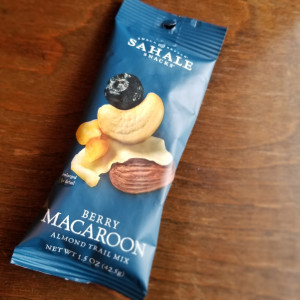 SAHALE
SNACKS
BERRY
MACAROON
ALMOND TRAIL MIX
NET WT 1.5 OZ (42.5g)